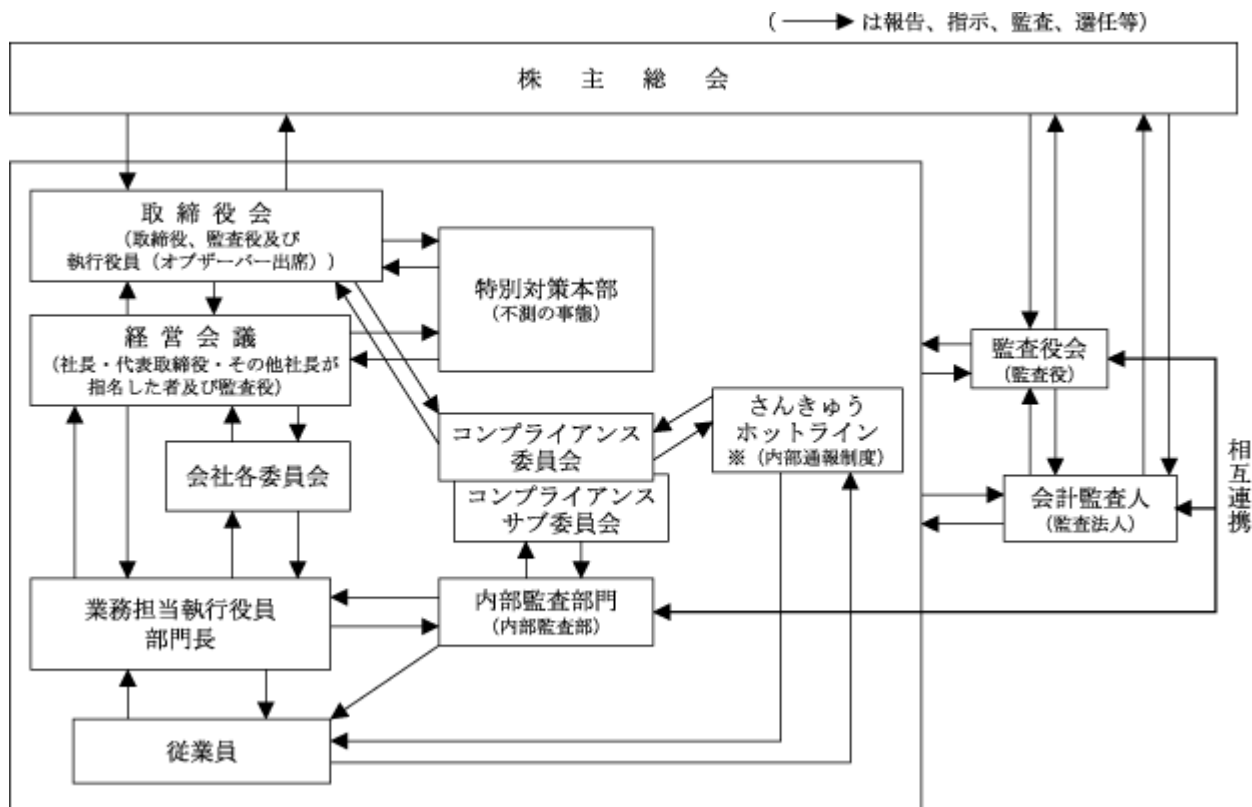 ( ──▶ は報告、指示、監査、選任等)
株主総会
取締役会
(取締役、監査役及び
執行役員(オブザーバー出席))
特別対策本部
(不測の事態)
経営会議
(社長・代表取締役・その他社長が
指名した者及び監査役)
監査役会
(監査役)
コンプライアンス
委員会
さんきゅう
ホットライン
※(内部通報制度)
会社各委員会
コンプライアンス
サブ委員会
会計監査人
(監査法人)
相互連携
業務担当執行役員
部門長
内部監査部門
(内部監査部)
従業員